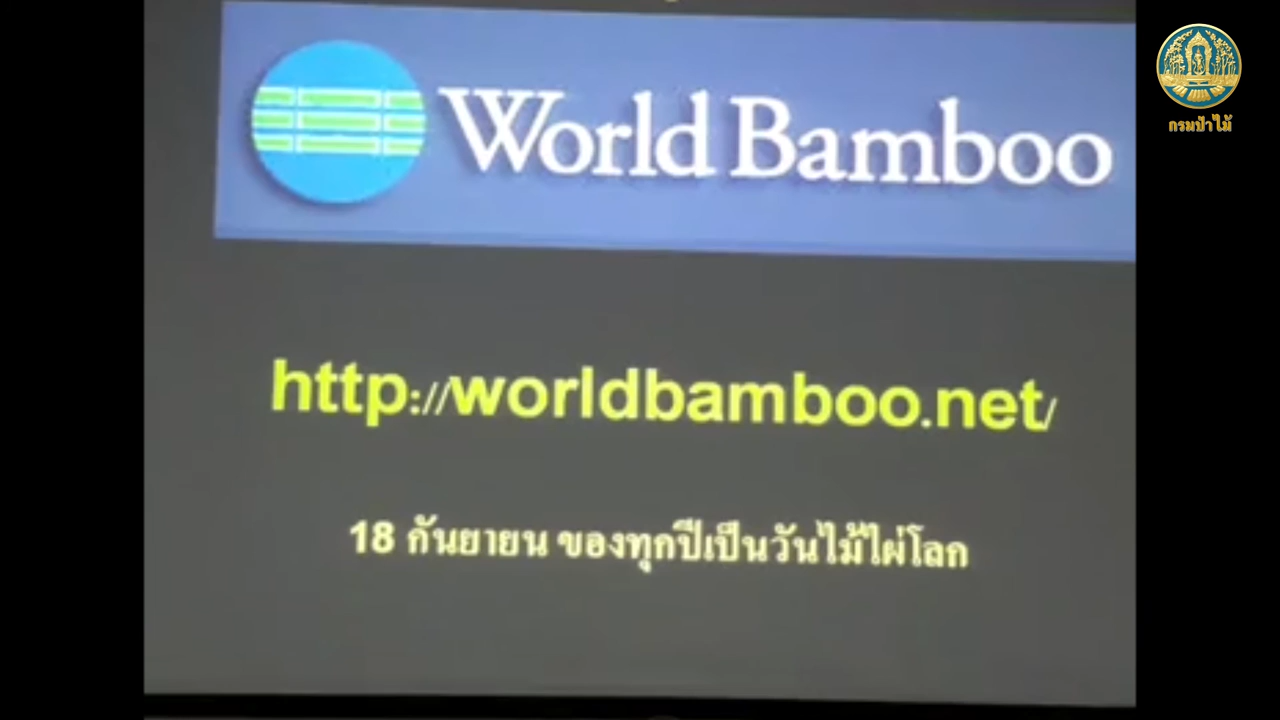 World Bamboo
กรมป่าไม้
http://worldbamboo.net/
18 กันยายน ของทุกปีเป็นวันไม้ไผ่โลก